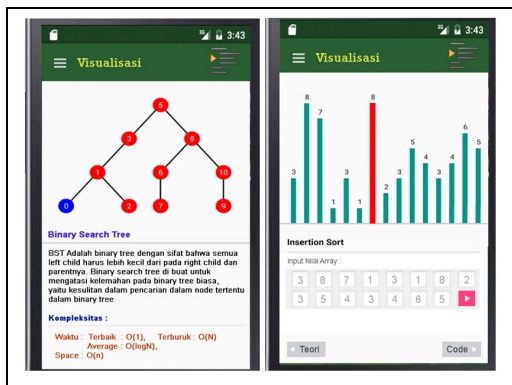 3G 3:43
Visualisasi
5
3 8
1 6 10
0 2 7 9
Binary Search Tree
BST Adalah binary tree dengan sifat bahwa semua
left child harus lebih kecil dari pada right child dan
parentnya. Binary search tree di buat untuk
mengatasi kelemahan pada binary tree biasa,
yaitu kesulitan dalam pencarian dalam node tertentu
dalam binary tree
Kompleksitas :
Waktu : Terbaik : O(1), Terburuk : O(N)
Average : O(logN),
Space : O(n)
3G 3:43
Visualisasi
3 8 7 1 3 1 8 2 3 5 4 3 4 6 5
Insertion Sort
Input Nilai Array :
3 8 7 1 3 1 8 2
3 5 4 3 4 6 5
Teori Code